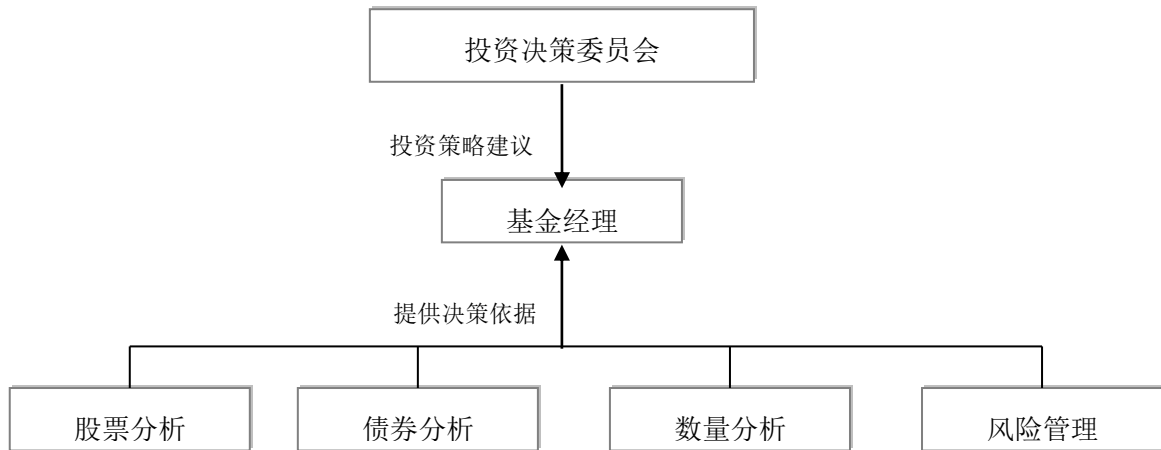 投资决策委员会
投资策略建议
基金经理
提供决策依据
股票分析
债券分析
数量分析
风险管理